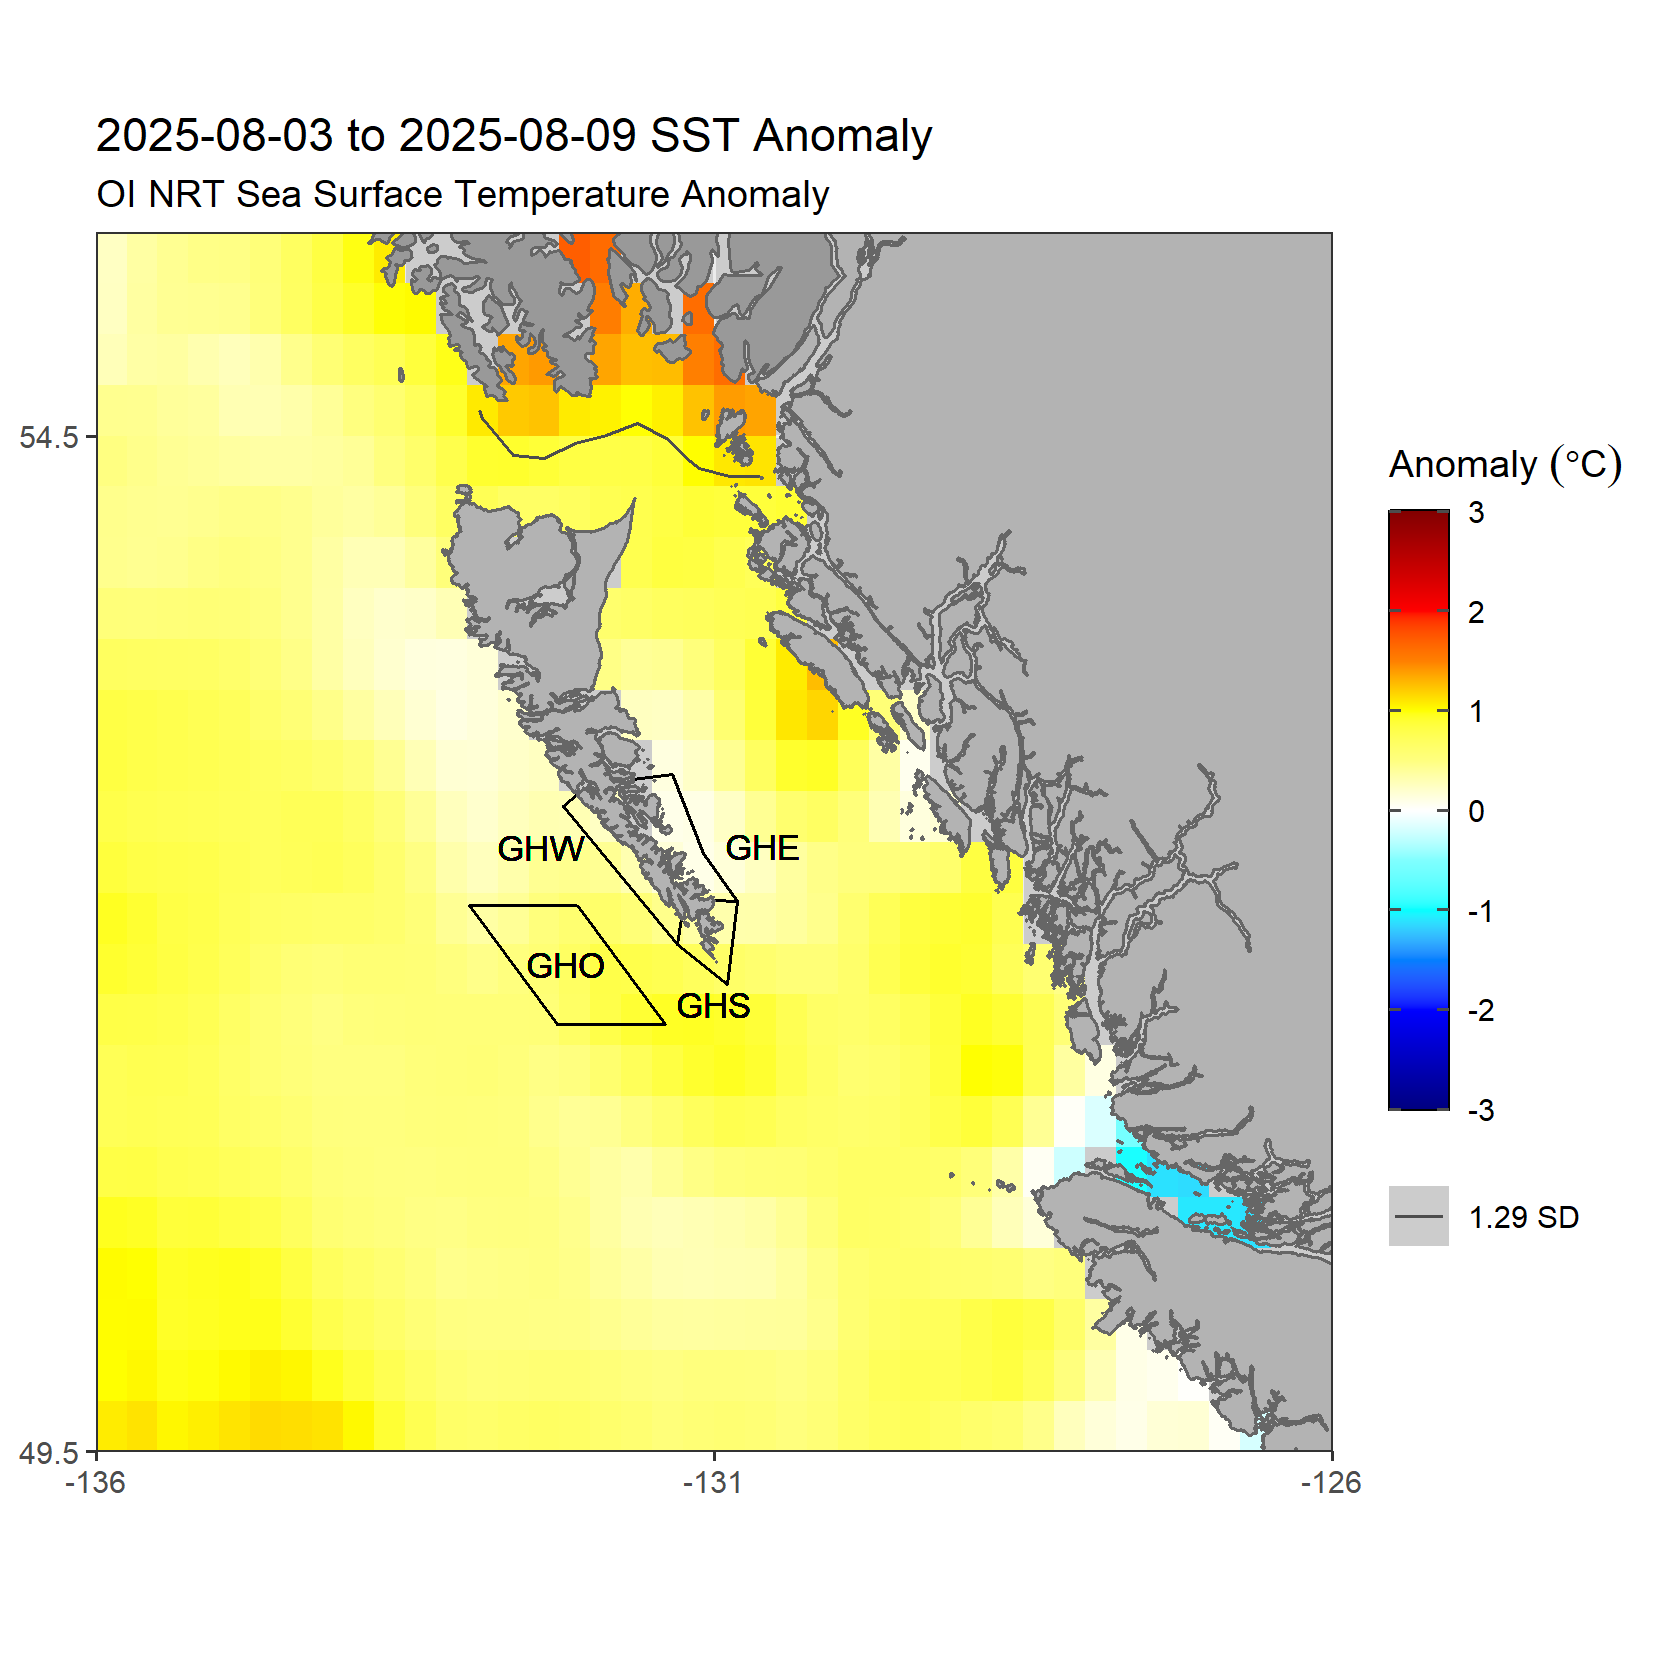 2025-08-03 to 2025-08-09 SST Anomaly
OI NRT Sea Surface Temperature Anomaly
54.5
49.5
-136
-131
-126
GHW
GHE
GHO
GHS
Anomaly (°C)
3
2
1
0
-1
-2
-3
1.29 SD